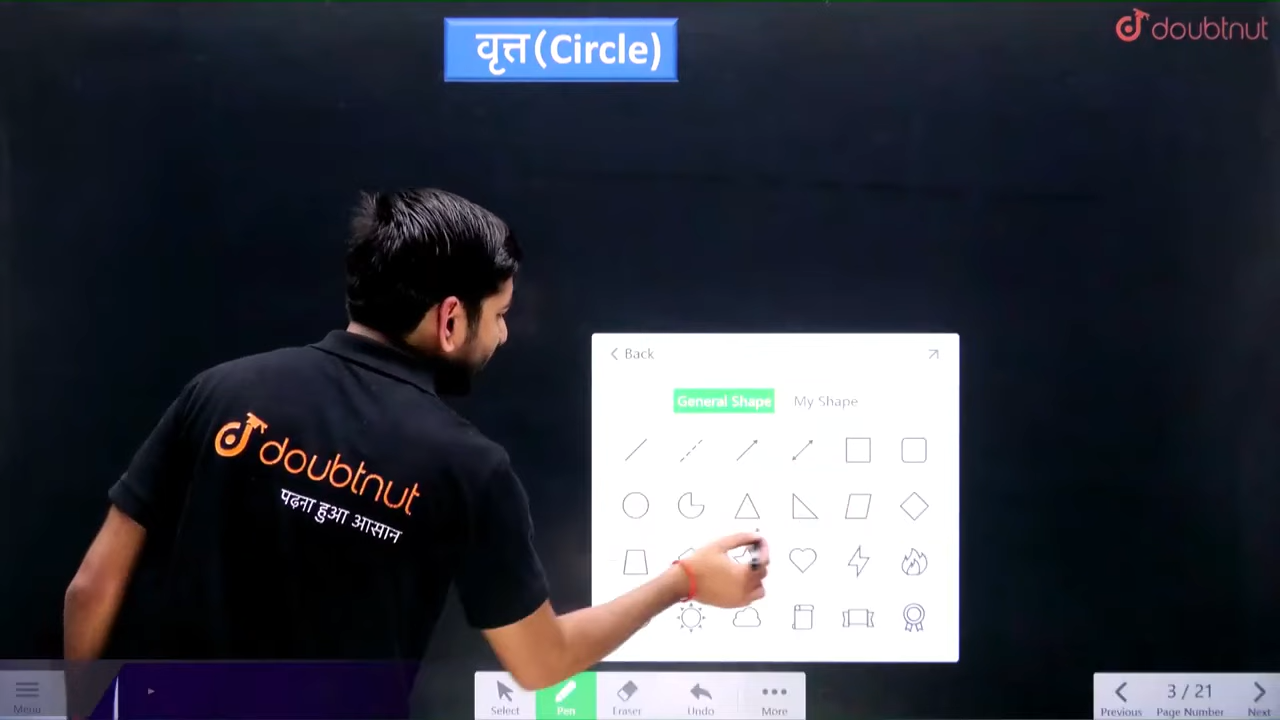 वृत्त (Circle)
doubtnut
Back
General Shape My Shape
doubtnut
पढ़ना हुआ आसान
Menu
Select Pen Eraser Undo More
3 / 21
Previous Page Number Next